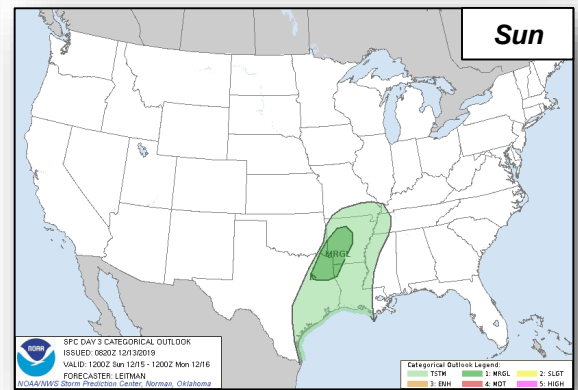 Sun
MRGL
NOAA
SPC DAY 3 CATEGORICAL OUTLOOK
ISSUED: 0820Z 12/13/2019
VALID: 1200Z Sun 12/15 - 1200Z Mon 12/16
FORECASTER: LEITMAN
NOAA/NWS Storm Prediction Center, Norman, Oklahoma
Categorical Outlook Legend:
TSTM 1: MRGL 2: SLGT
3: ENH 4: MDT 5: HIGH